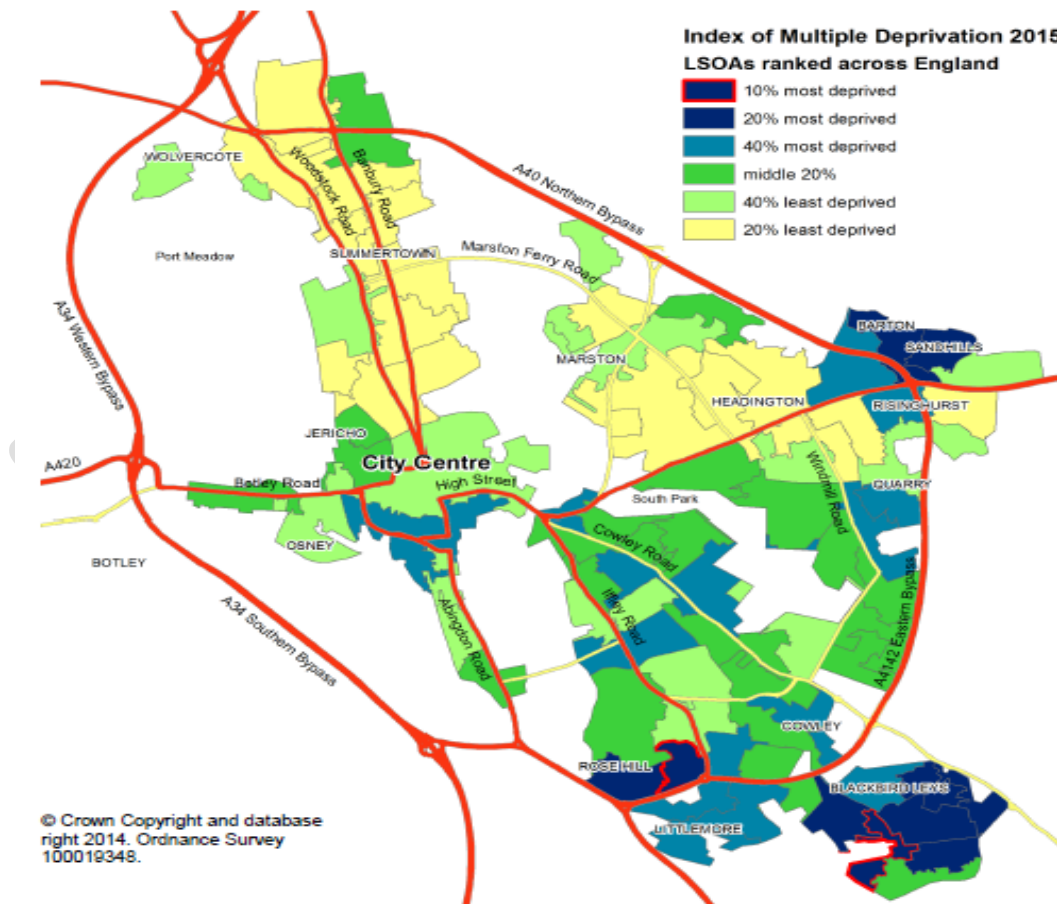 Index of Multiple Deprivation 2015
LSOAs ranked across England
10% most deprived
20% most deprived
40% most deprived
middle 20%
40% least deprived
20% least deprived
WOLVERCOTE
Woodstock Road
Banbury Road
A40 Northern Bypass
Port Meadow
SUMMERTOWN
Marston Ferry Road
A34 Western Bypass
BARTON
SANDHILLS
MARSTON
HEADINGTON
RISINGHURST
JERICHO
City Centre
A420
Botley Road
High Street
South Park
Windmill Road
QUARRY
OSNEY
BOTLEY
Cowley Road
Iffley Road
Abingdon Road
A34 Southern Bypass
A4142 Eastern Bypass
COWLEY
ROSE HILL
BLACKBIRD LEYS
LITTLEMORE
© Crown Copyright and database
right 2014. Ordnance Survey
100019348.